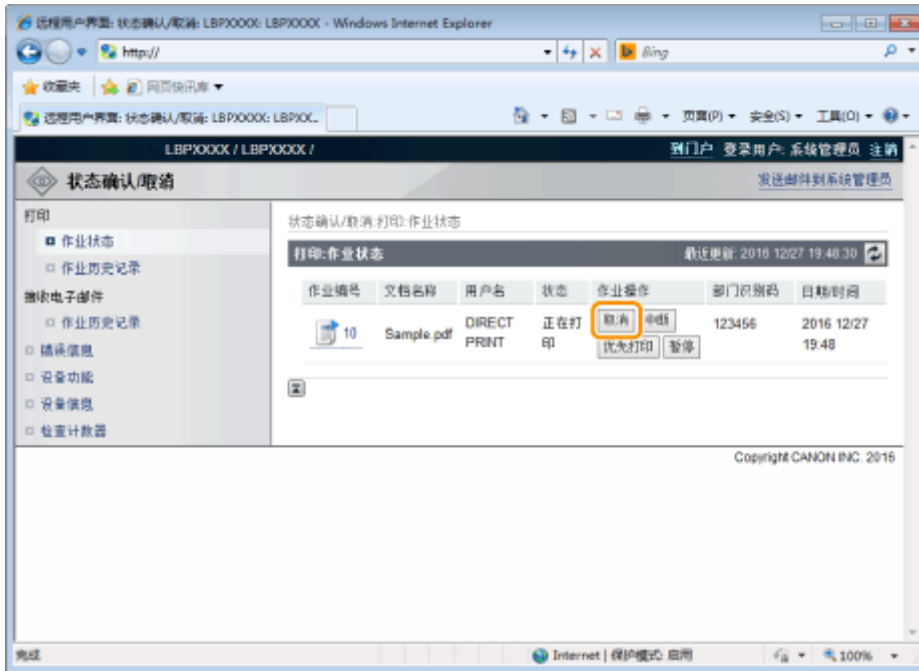 远程用户界面: 状态确认/取消: LBPXXXX: LBPXXXX - Windows Internet Explorer
http://
Bing
收藏夹 网页快讯库
远程用户界面: 状态确认/取消: LBPXXXX: LBPXX... 页面(P) 安全(S) 工具(O)
LBPXXXX / LBPXXXX / 到门户 登录用户: 系统管理员 注销
状态确认/取消 发送邮件到系统管理员
打印
作业状态
作业历史记录
接收电子邮件
作业历史记录
错误信息
设备功能
设备信息
检查计数器
状态确认/取消:打印:作业状态
打印:作业状态 最近更新: 2016 12/27 19:48:30
作业编号 文档名称 用户名 状态 作业操作 部门识别码 日期/时间
10 Sample.pdf DIRECT PRINT 正在打印 取消 中断 优先打印 暂停 123456 2016 12/27 19:48
Copyright CANON INC. 2016
完成 Internet | 保护模式: 启用 100%